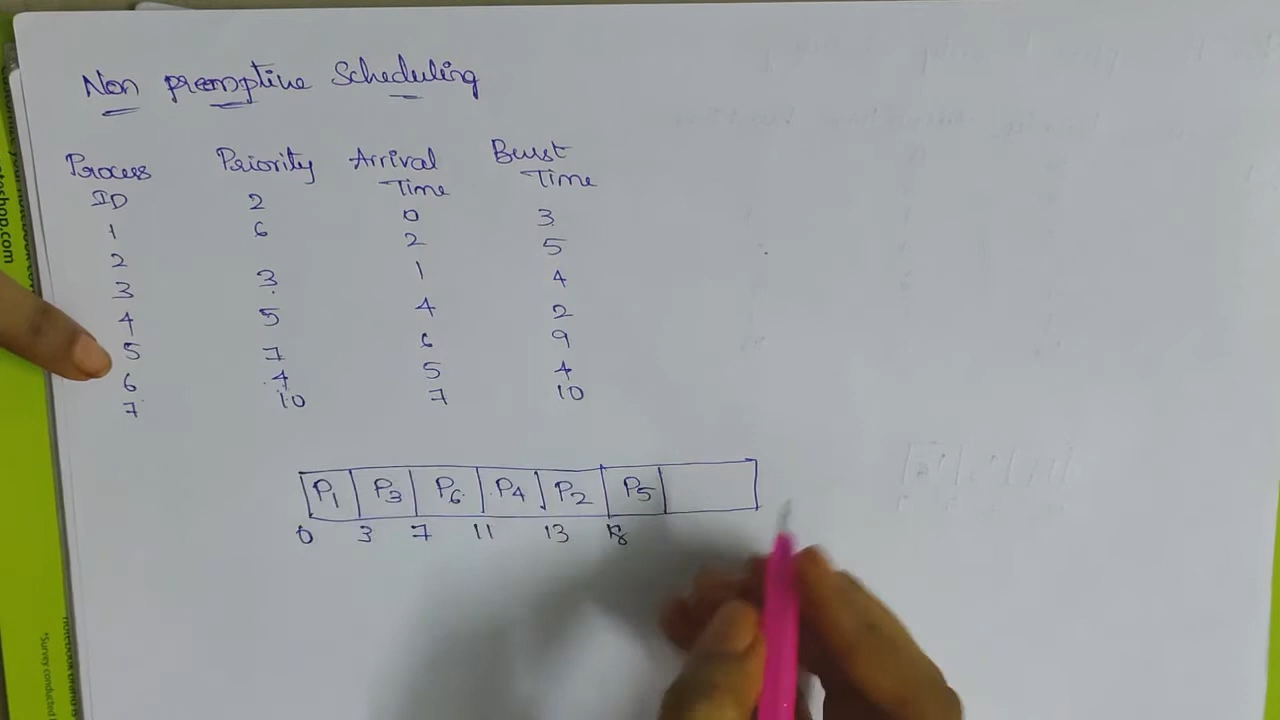 Non premptive Scheduling
Process Priority Arrival Burst
ID 2 Time Time
1 6 0 3
2 2 5
3 3 1 4
4 5 4 2
5 7 6 9
6 4 5 4
7 10 7 10
P1 P3 P6 P4 P2 P5
0 3 7 11 13 18